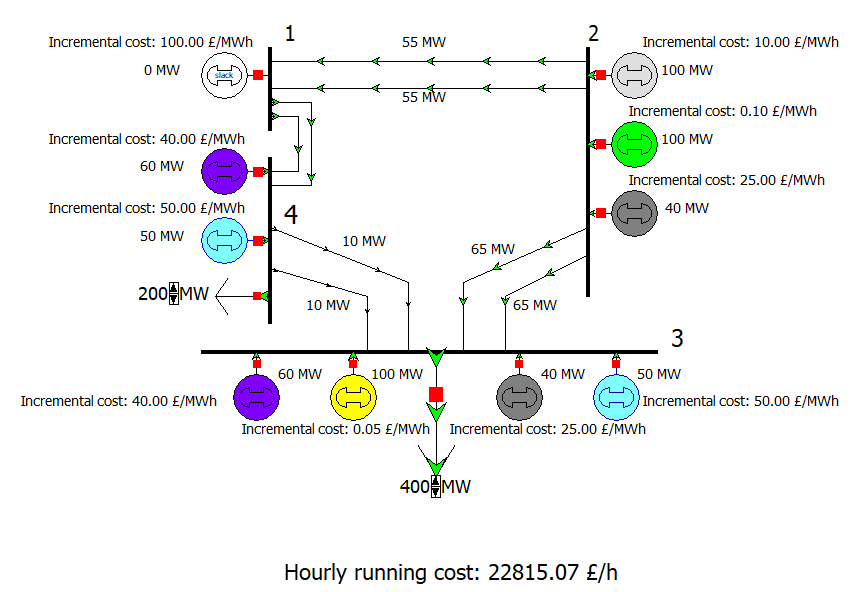 1
2
55 MW
Incremental cost: 100.00 £/MWh
Incremental cost: 10.00 £/MWh
0 MW
slack
100 MW
55 MW
Incremental cost: 0.10 £/MWh
Incremental cost: 40.00 £/MWh
100 MW
60 MW
Incremental cost: 25.00 £/MWh
Incremental cost: 50.00 £/MWh
4
40 MW
50 MW
10 MW
65 MW
200 MW
10 MW
65 MW
3
60 MW
100 MW
40 MW
50 MW
Incremental cost: 40.00 £/MWh
Incremental cost: 50.00 £/MWh
Incremental cost: 0.05 £/MWh
Incremental cost: 25.00 £/MWh
400 MW
Hourly running cost: 22815.07 £/h